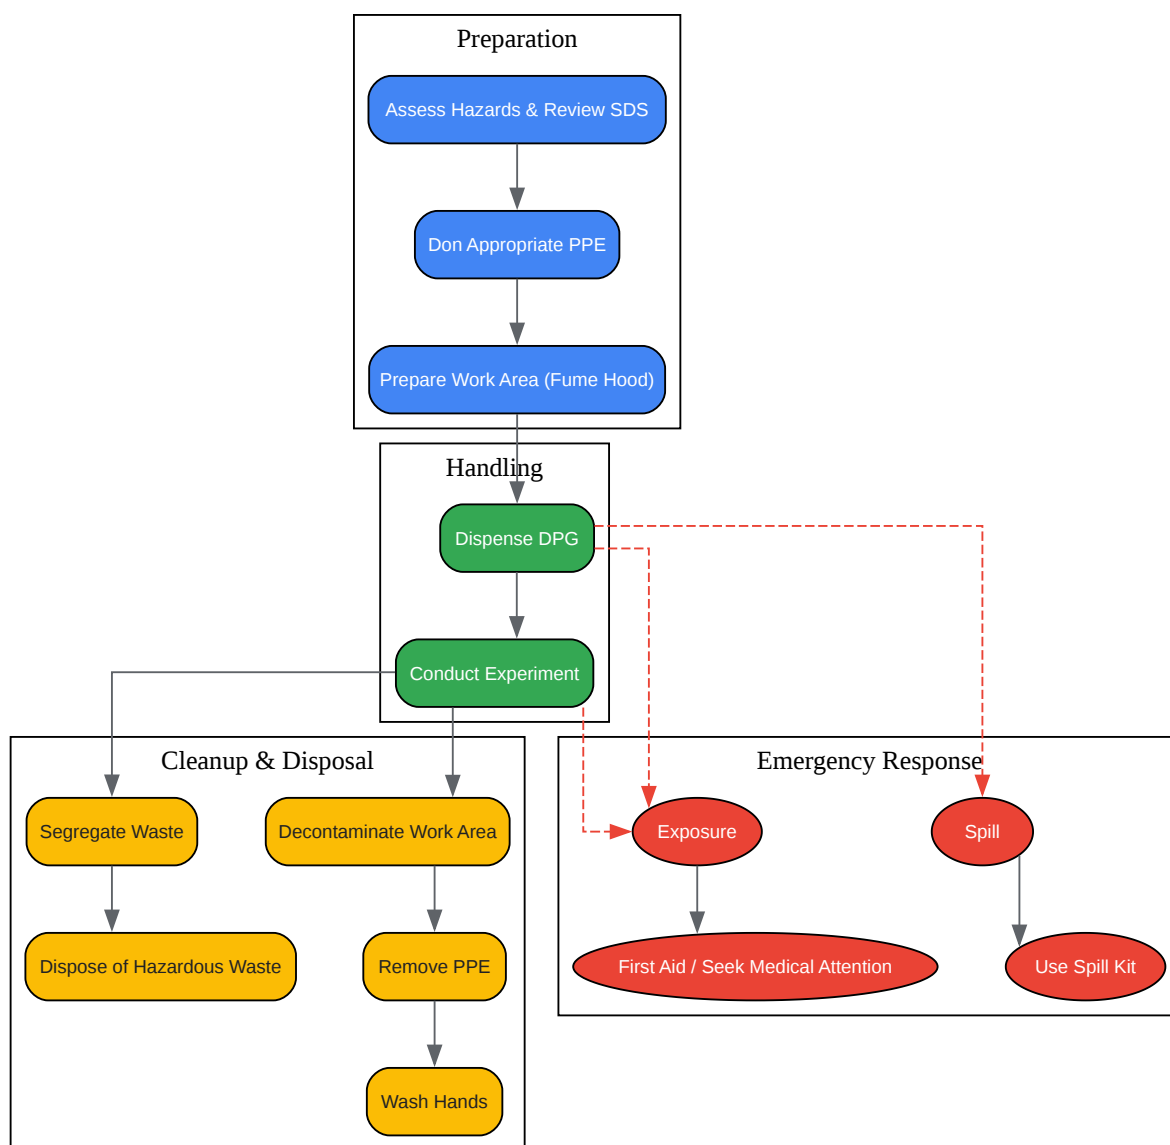 Preparation
Assess Hazards & Review SDS
Don Appropriate PPE
Prepare Work Area (Fume Hood)
Handling
Dispense DPG
Conduct Experiment
Cleanup & Disposal
Segregate Waste
Decontaminate Work Area
Dispose of Hazardous Waste
Remove PPE
Wash Hands
Emergency Response
Exposure
Spill
First Aid / Seek Medical Attention
Use Spill Kit